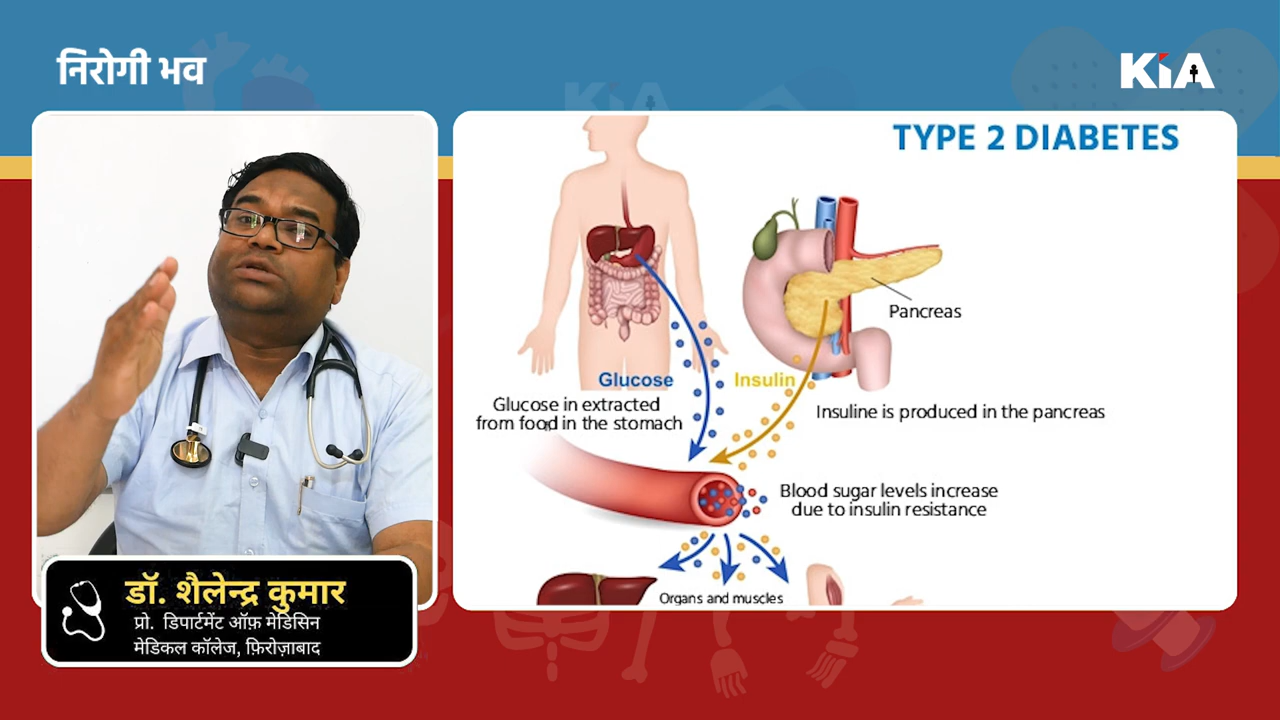 निरोगी भव
KiA
KiA
TYPE 2 DIABETES
Pancreas
Glucose
Insulin
Glucose in extracted
from food in the stomach
Insuline is produced in the pancreas
Blood sugar levels increase
due to insulin resistance
Organs and muscles
डॉ. शैलेन्द्र कुमार
प्रो. डिपार्टमेंट ऑफ़ मेडिसिन
मेडिकल कॉलेज, फ़िरोज़ाबाद